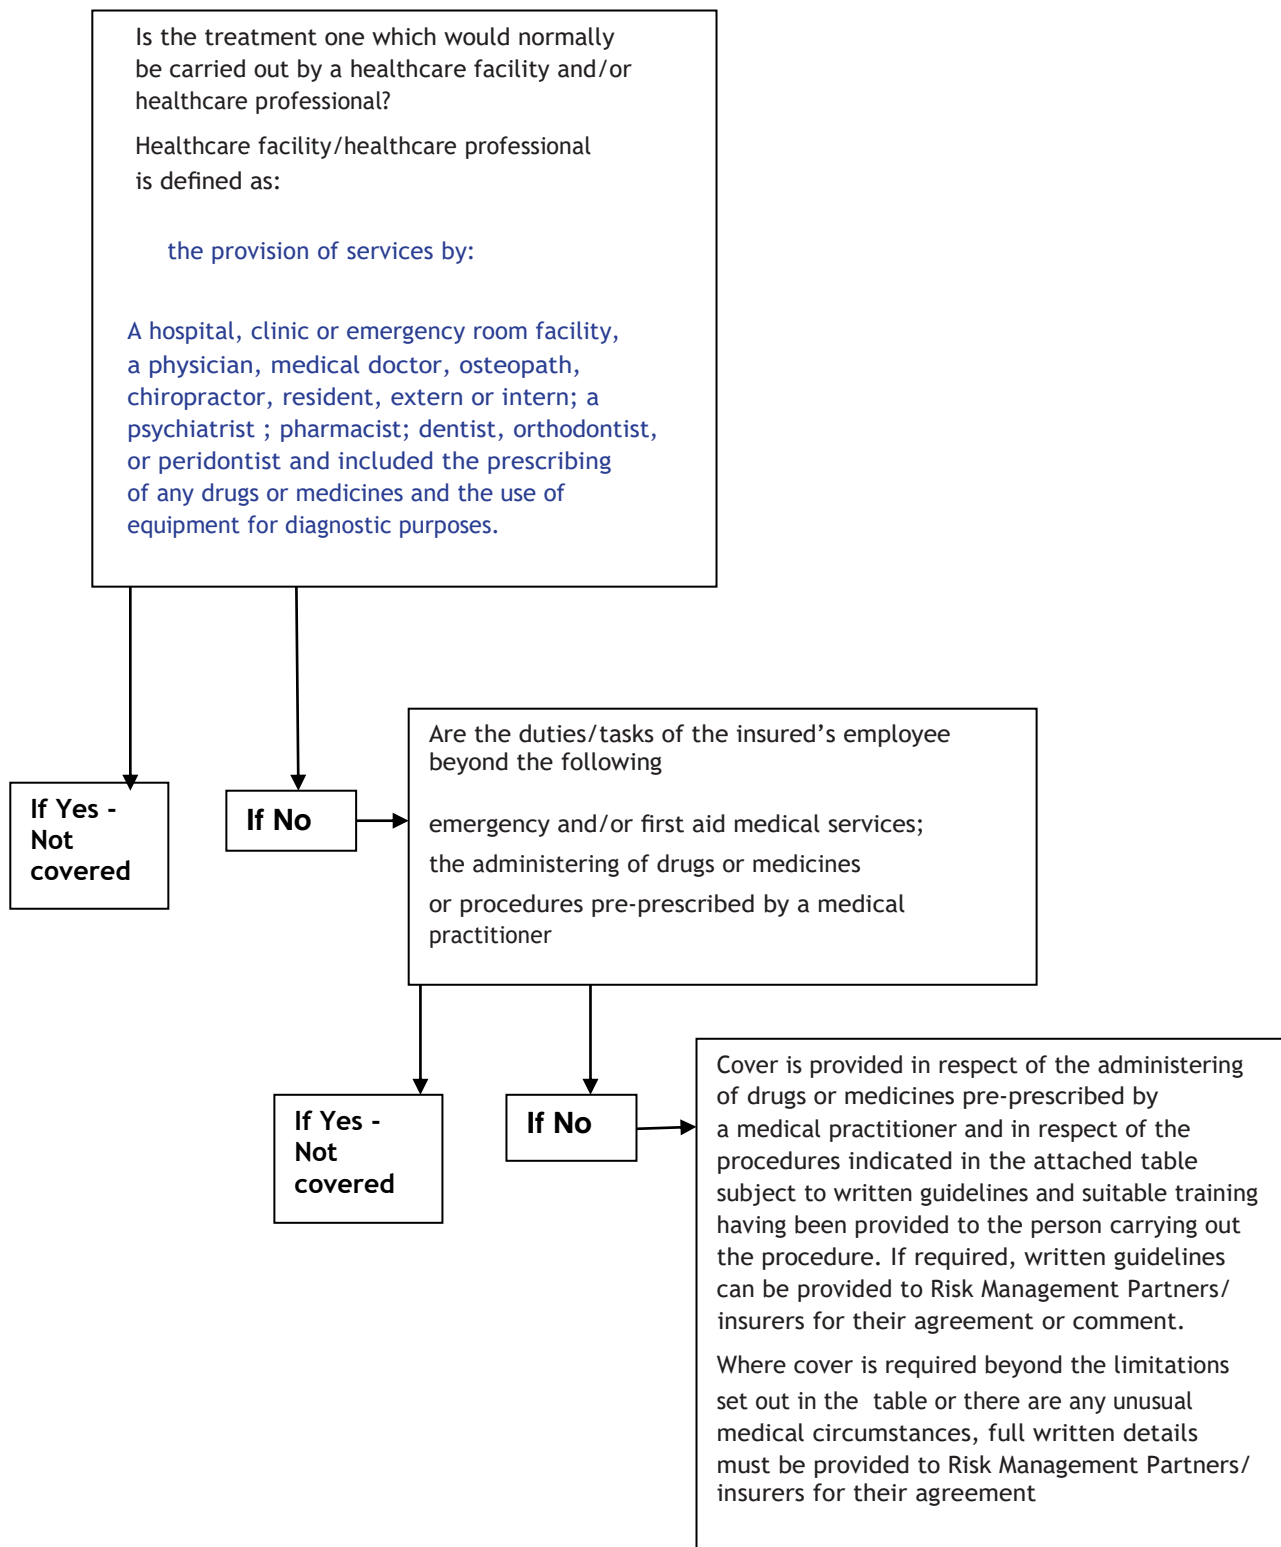 Is the treatment one which would normally
be carried out by a healthcare facility and/or
healthcare professional?
Healthcare facility/healthcare professional
is defined as:
the provision of services by:
A hospital, clinic or emergency room facility,
a physician, medical doctor, osteopath,
chiropractor, resident, extern or intern; a
psychiatrist ; pharmacist; dentist, orthodontist,
or peridontist and included the prescribing
of any drugs or medicines and the use of
equipment for diagnostic purposes.
If Yes -
Not
covered
If No
Are the duties/tasks of the insured’s employee
beyond the following
emergency and/or first aid medical services;
the administering of drugs or medicines
or procedures pre-prescribed by a medical
practitioner
If Yes -
Not
covered
If No
Cover is provided in respect of the administering
of drugs or medicines pre-prescribed by
a medical practitioner and in respect of the
procedures indicated in the attached table
subject to written guidelines and suitable training
having been provided to the person carrying out
the procedure. If required, written guidelines
can be provided to Risk Management Partners/
insurers for their agreement or comment.
Where cover is required beyond the limitations
set out in the table or there are any unusual
medical circumstances, full written details
must be provided to Risk Management Partners/
insurers for their agreement